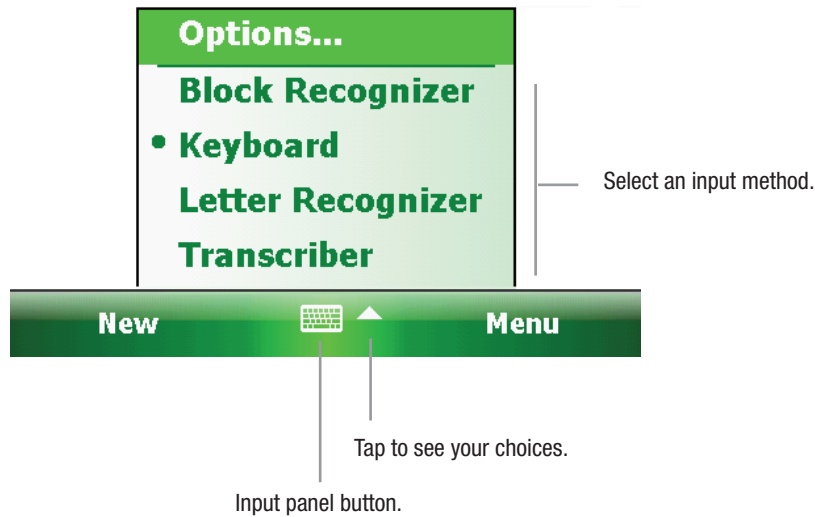 Options...
Block Recognizer
• Keyboard
Letter Recognizer
Transcriber
Select an input method.
New
Menu
Tap to see your choices.
Input panel button.